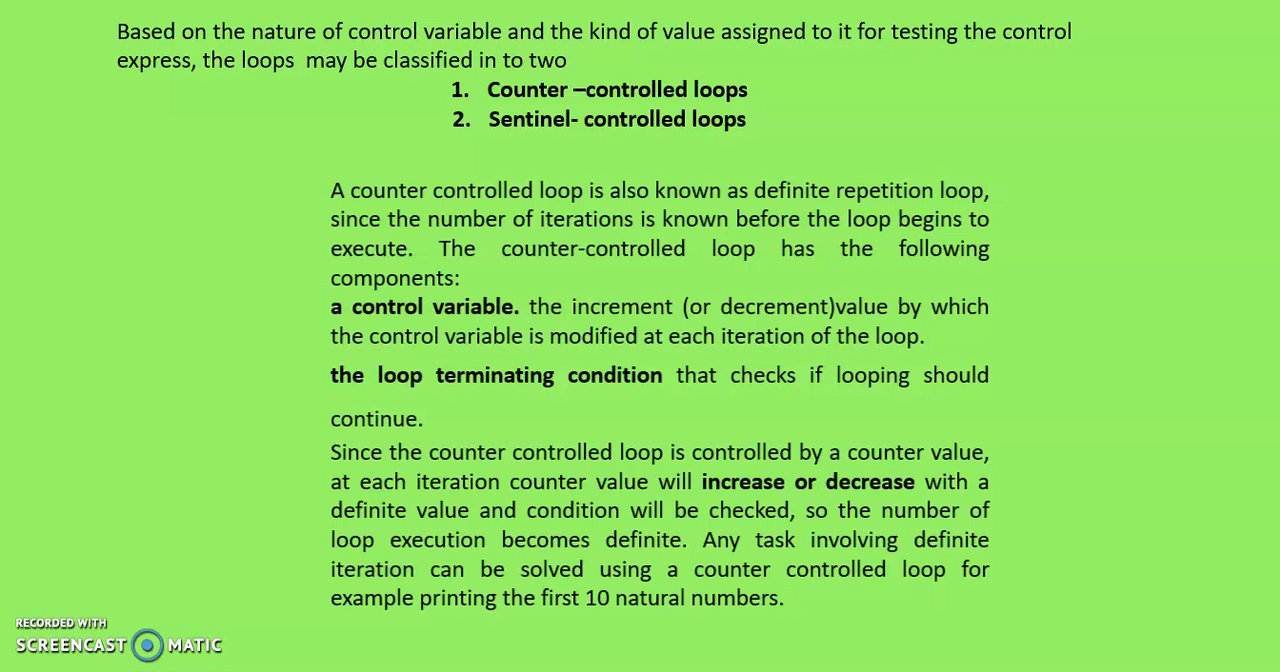 Based on the nature of control variable and the kind of value assigned to it for testing the control
express, the loops may be classified in to two
1. Counter –controlled loops
2. Sentinel- controlled loops
A counter controlled loop is also known as definite repetition loop,
since the number of iterations is known before the loop begins to
execute. The counter-controlled loop has the following
components:
a control variable. the increment (or decrement)value by which
the control variable is modified at each iteration of the loop.
the loop terminating condition that checks if looping should
continue.
Since the counter controlled loop is controlled by a counter value,
at each iteration counter value will increase or decrease with a
definite value and condition will be checked, so the number of
loop execution becomes definite. Any task involving definite
iteration can be solved using a counter controlled loop for
example printing the first 10 natural numbers.
RECORDED WITH
SCREENCAST MATIC